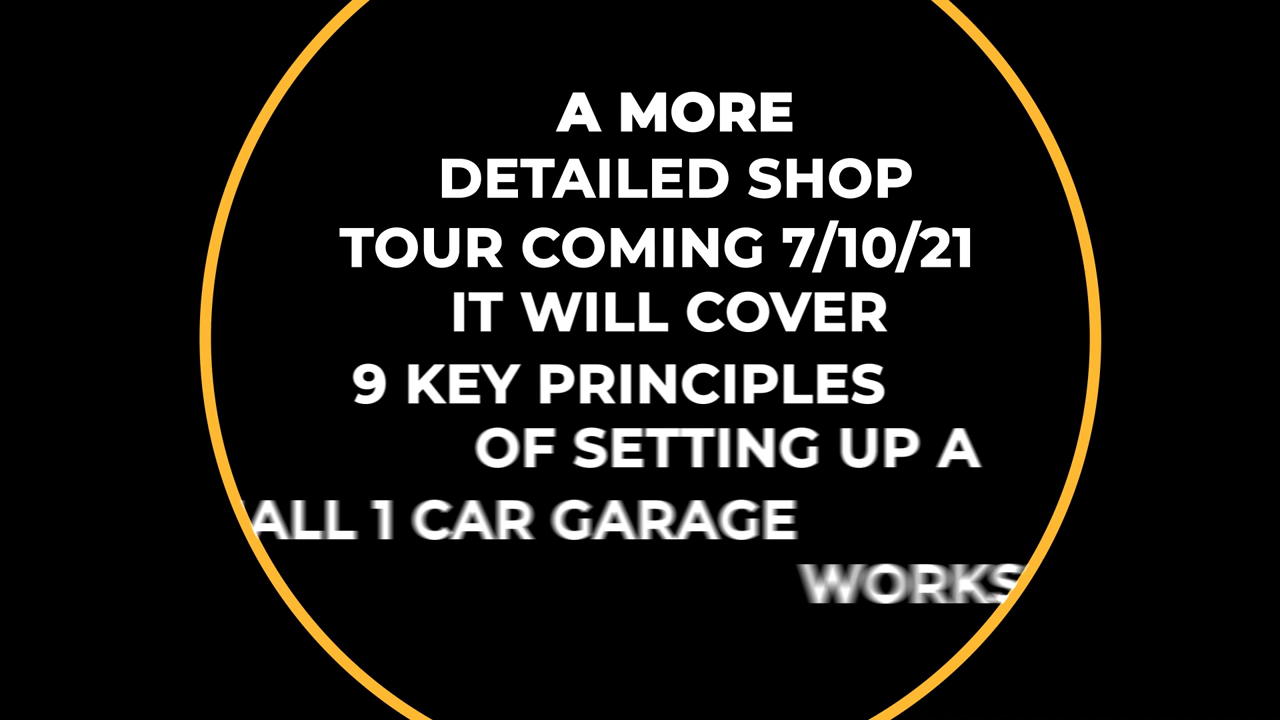 A MORE
DETAILED SHOP
TOUR COMING 7/10/21
IT WILL COVER
9 KEY PRINCIPLES
OF SETTING UP A
ALL 1 CAR GARAGE
WORKS